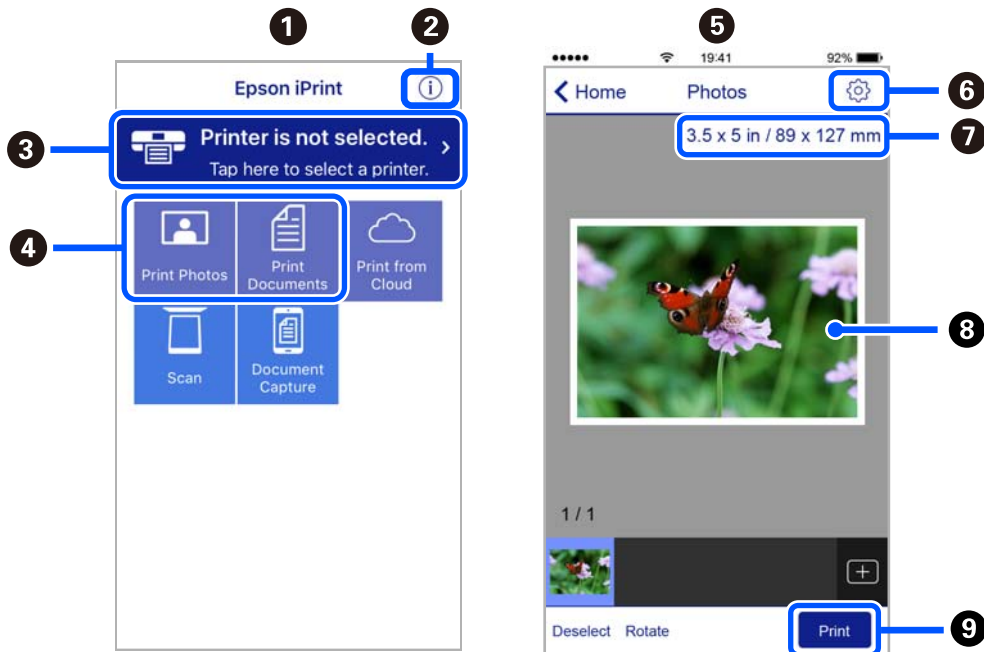 1
2
Epson iPrint
3
Printer is not selected.
Tap here to select a printer.
4
Print Photos
Print
Documents
Print from
Cloud
Scan
Document
Capture
5
19:41
92%
Home
Photos
6
3.5 x 5 in / 89 x 127 mm
7
8
1 / 1
Deselect
Rotate
Print
9